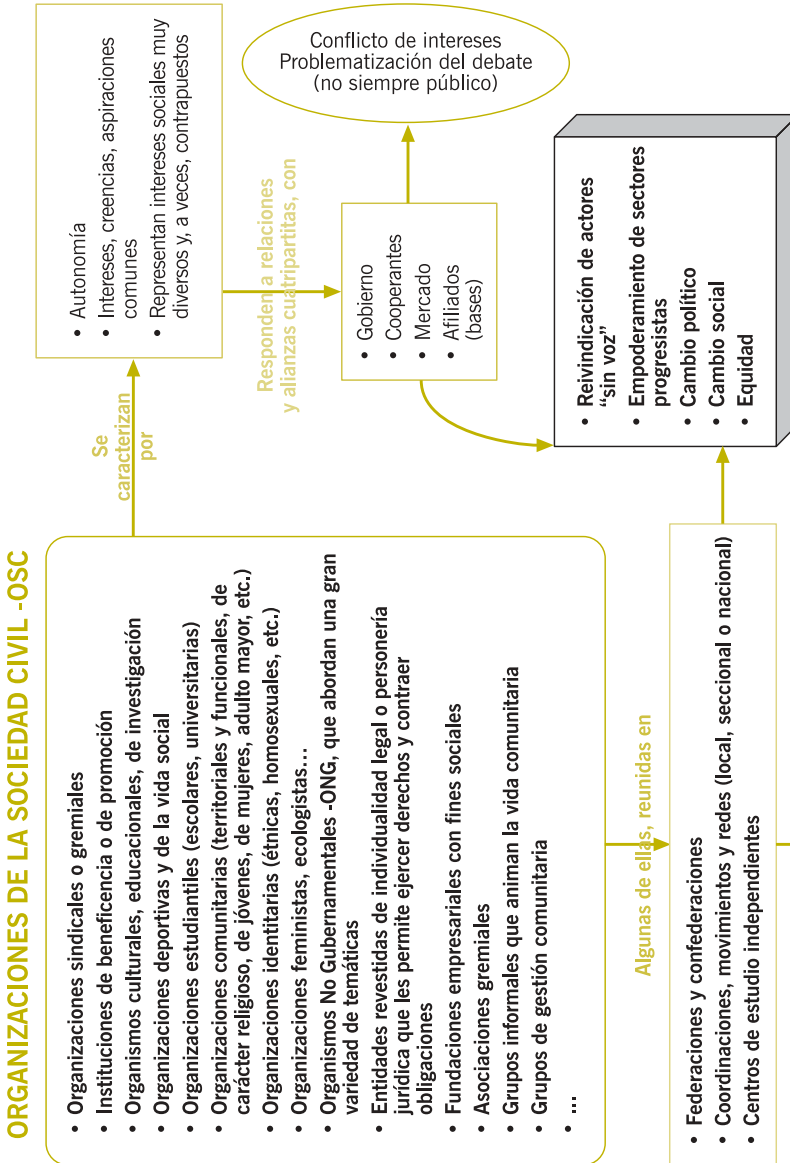 ORGANIZACIONES DE LA SOCIEDAD CIVIL -OSC
• Organizaciones sindicales o gremiales
• Instituciones de beneficencia o de promoción
• Organismos culturales, educacionales, de investigación
• Organizaciones deportivas y de la vida social
• Organizaciones estudiantiles (escolares, universitarias)
• Organizaciones comunitarias (territoriales y funcionales, de
carácter religioso, de jóvenes, de mujeres, adulto mayor, etc.)
• Organizaciones identitarias (étnicas, homosexuales, etc.)
• Organizaciones feministas, ecologistas…
• Organismos No Gubernamentales -ONG, que abordan una gran
variedad de temáticas
• Entidades revestidas de individualidad legal o personería
jurídica que les permite ejercer derechos y contraer
obligaciones
• Fundaciones empresariales con fines sociales
• Asociaciones gremiales
• Grupos informales que animan la vida comunitaria
• Grupos de gestión comunitaria
• ...
Se
caracterizan
por
• Autonomía
• Intereses, creencias, aspiraciones
comunes
• Representan intereses sociales muy
diversos y, a veces, contrapuestos
Responden a relaciones
y alianzas cuatripartitas, con
• Gobierno
• Cooperantes
• Mercado
• Afiliados
(bases)
Conflicto de intereses
Problematización del debate
(no siempre público)
Algunas de ellas, reunidas en
• Federaciones y confederaciones
• Coordinaciones, movimientos y redes (local, seccional o nacional)
• Centros de estudio independientes
• Reivindicación de actores
“sin voz”
• Empoderamiento de sectores
progresistas
• Cambio político
• Cambio social
• Equidad